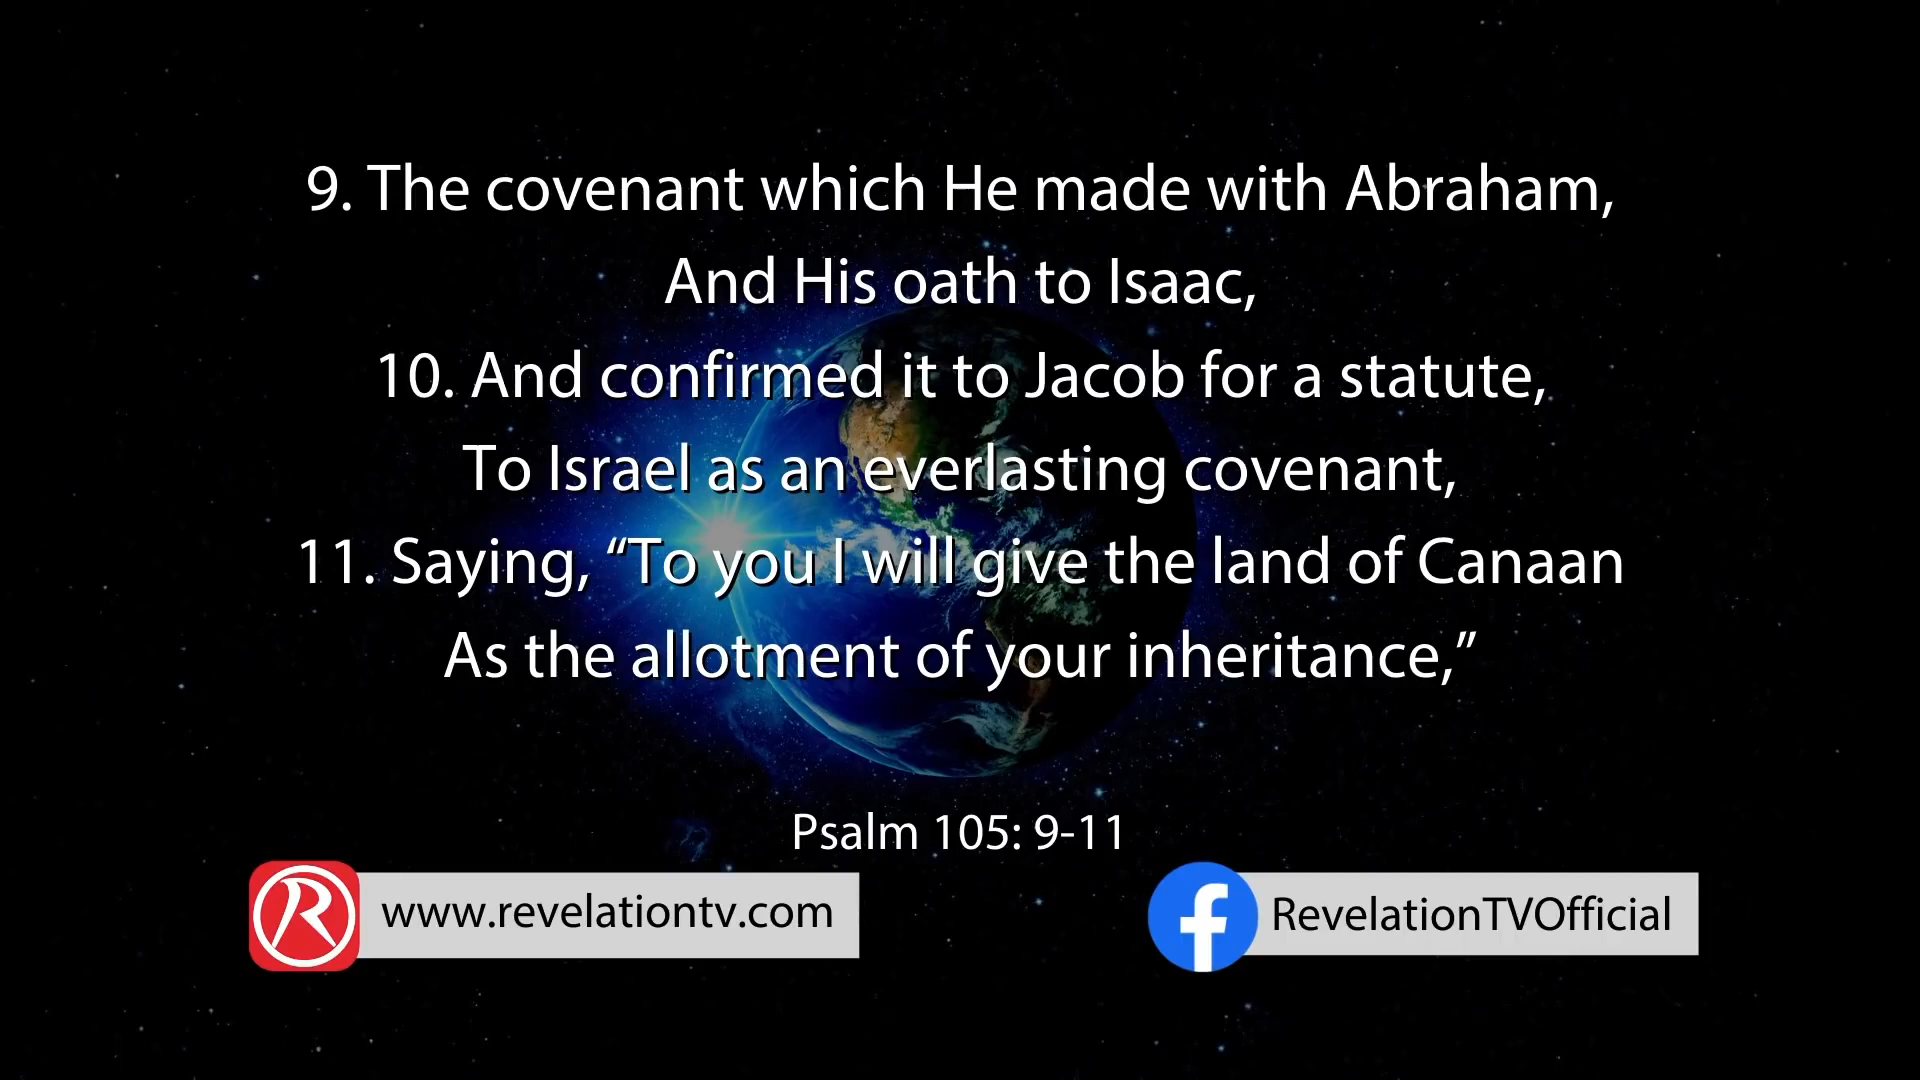 9. The covenant which He made with Abraham,
And His oath to Isaac,
10. And confirmed it to Jacob for a statute,
To Israel as an everlasting covenant,
11. Saying, “To you I will give the land of Canaan
As the allotment of your inheritance,”
Psalm 105: 9-11
R www.revelationtv.com
f RevelationTVOfficial